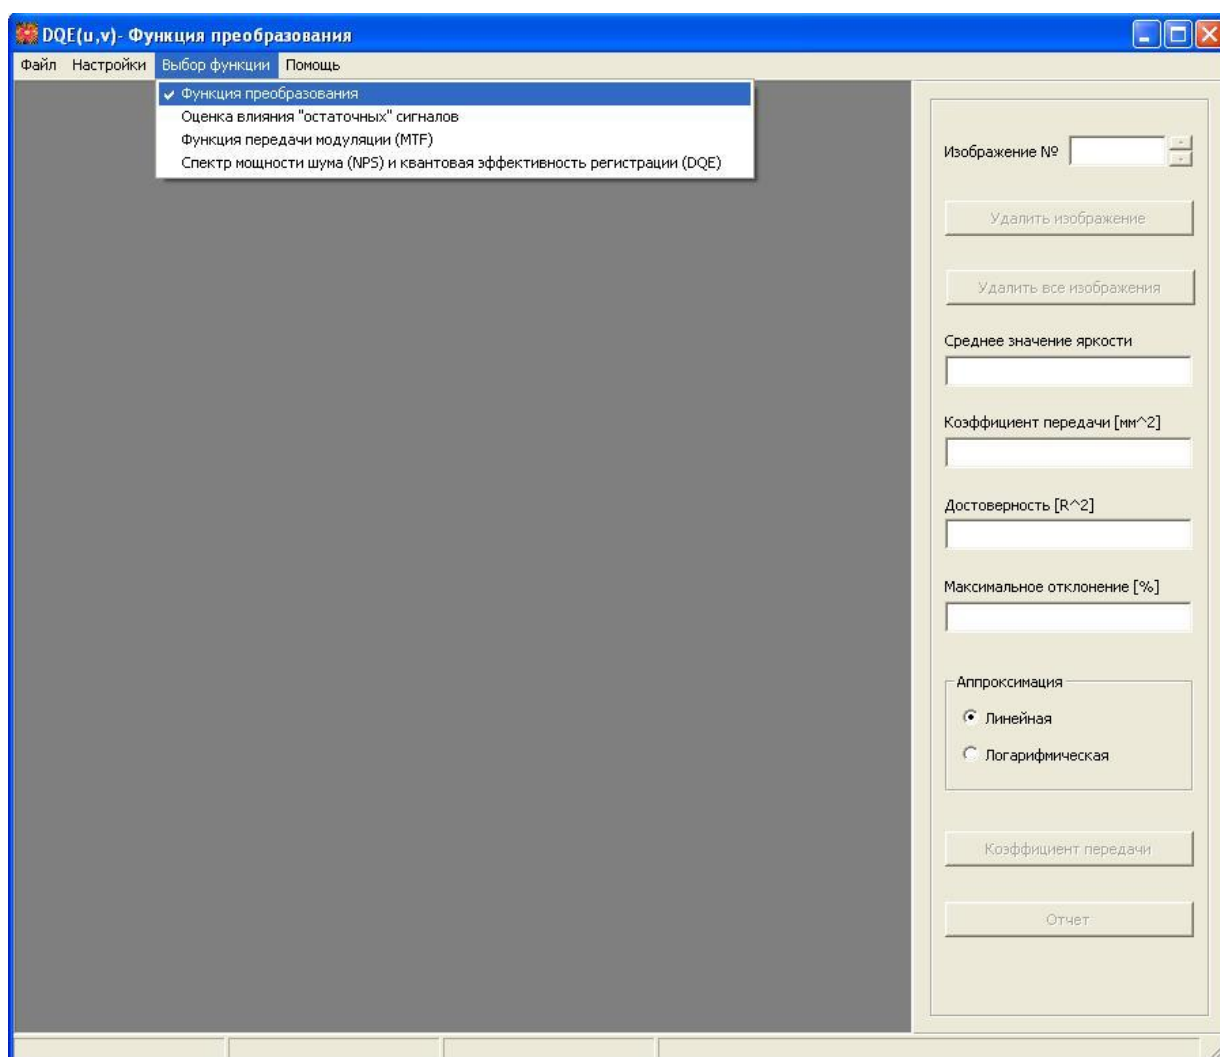 DQE(u,v)- Функция преобразования
Файл Настройки Выбор функции Помощь
Функция преобразования
Оценка влияния "остаточных" сигналов
Функция передачи модуляции (MTF)
Спектр мощности шума (NPS) и квантовая эффективность регистрации (DQE)
Изображение №
Удалить изображение
Удалить все изображения
Среднее значение яркости
Коэффициент передачи [мм^2]
Достоверность [R^2]
Максимальное отклонение [%]
Аппроксимация
Линейная
Логарифмическая
Коэффициент передачи
Отчет